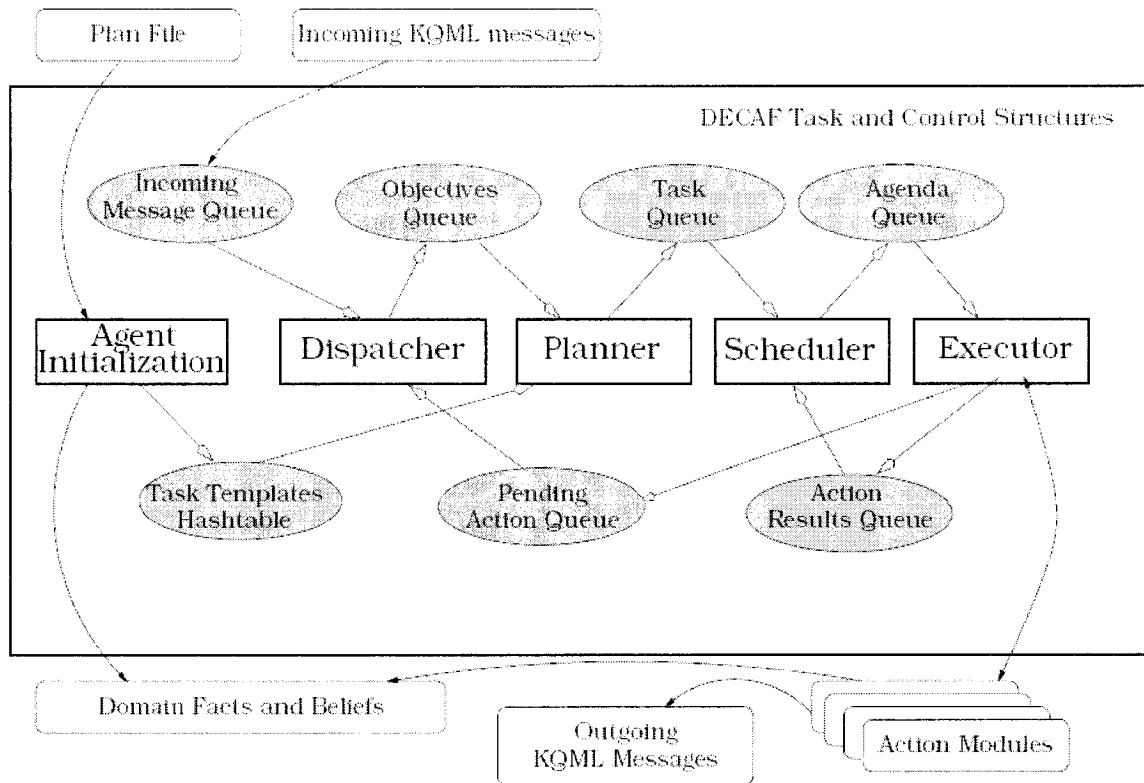 Plan File
Incoming KQML messages
DECAF Task and Control Structures
Incoming
Message Queue
Objectives
Queue
Task
Queue
Agenda
Queue
Agent
Initialization
Dispatcher
Planner
Scheduler
Executor
Task Templates
Hashtable
Pending
Action Queue
Action
Results Queue
Domain Facts and Beliefs
Outgoing
KQML Messages
Action Modules